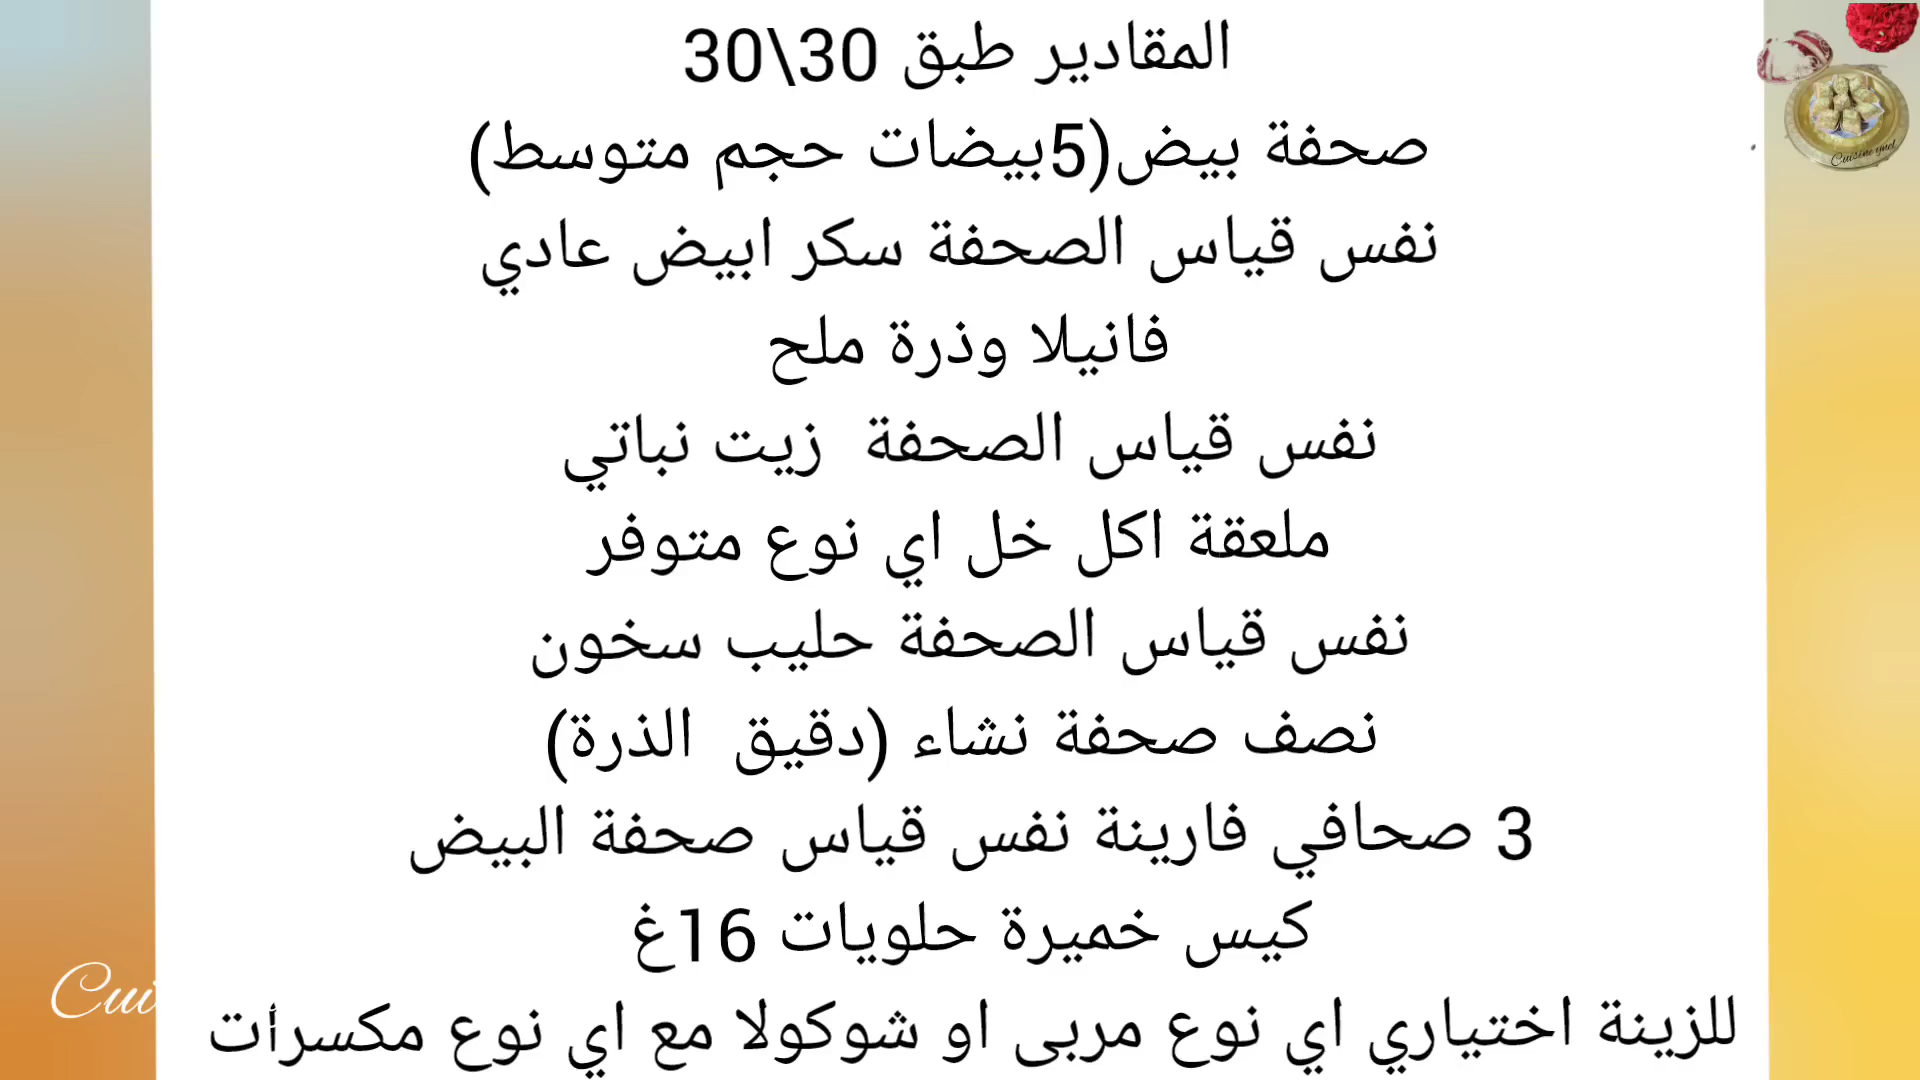 المقادير طبق 30\30
صحفة بيض(5بيضات حجم متوسط)
نفس قياس الصحفة سكر ابيض عادي
فانيلا وذرة ملح
نفس قياس الصحفة  زيت نباتي
ملعقة اكل خل اي نوع متوفر
نفس قياس الصحفة حليب سخون
نصف صحفة نشاء (دقيق  الذرة)
3 صحافي فارينة نفس قياس صحفة البيض
كيس خميرة حلويات 16غ
للزينة اختياري اي نوع مربى او شوكولا مع اي نوع مكسرأت
Cuisine ynet
Cui